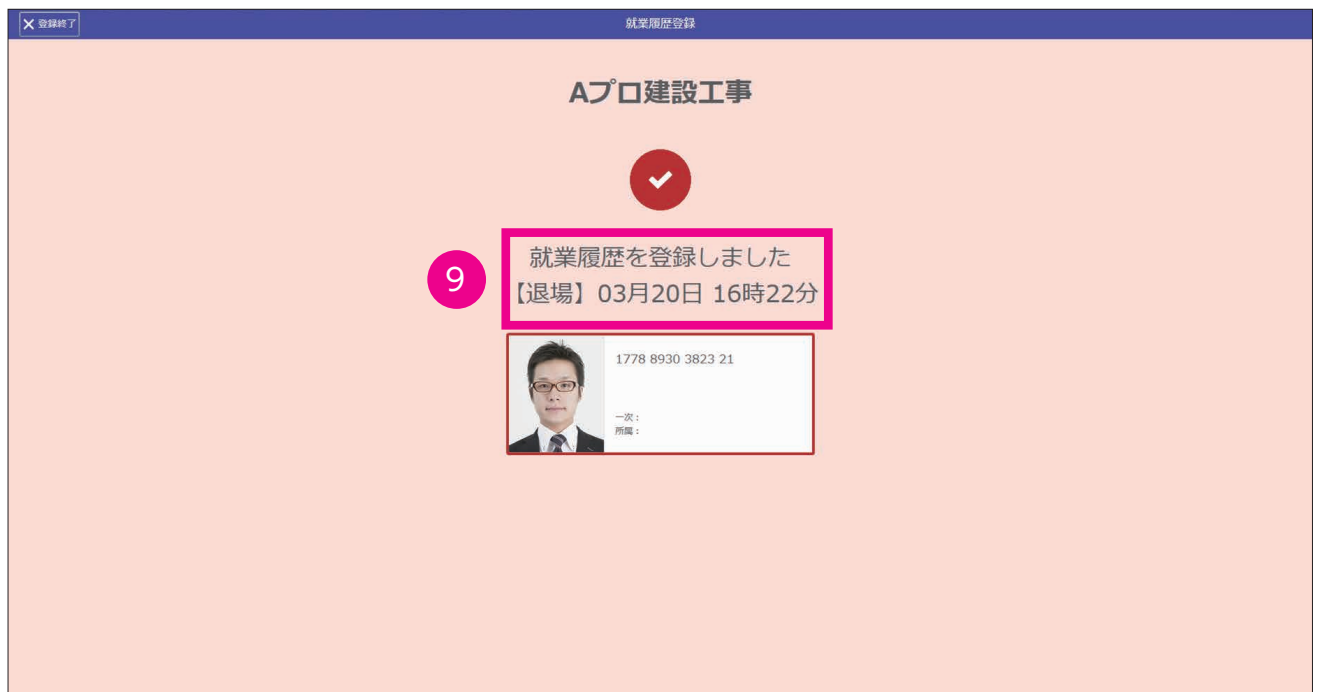 登録終了
就業履歴登録
Aプロ建設工事
9
就業履歴を登録しました
【退場】03月20日 16時22分
1778 8930 3823 21
一次：
所属：